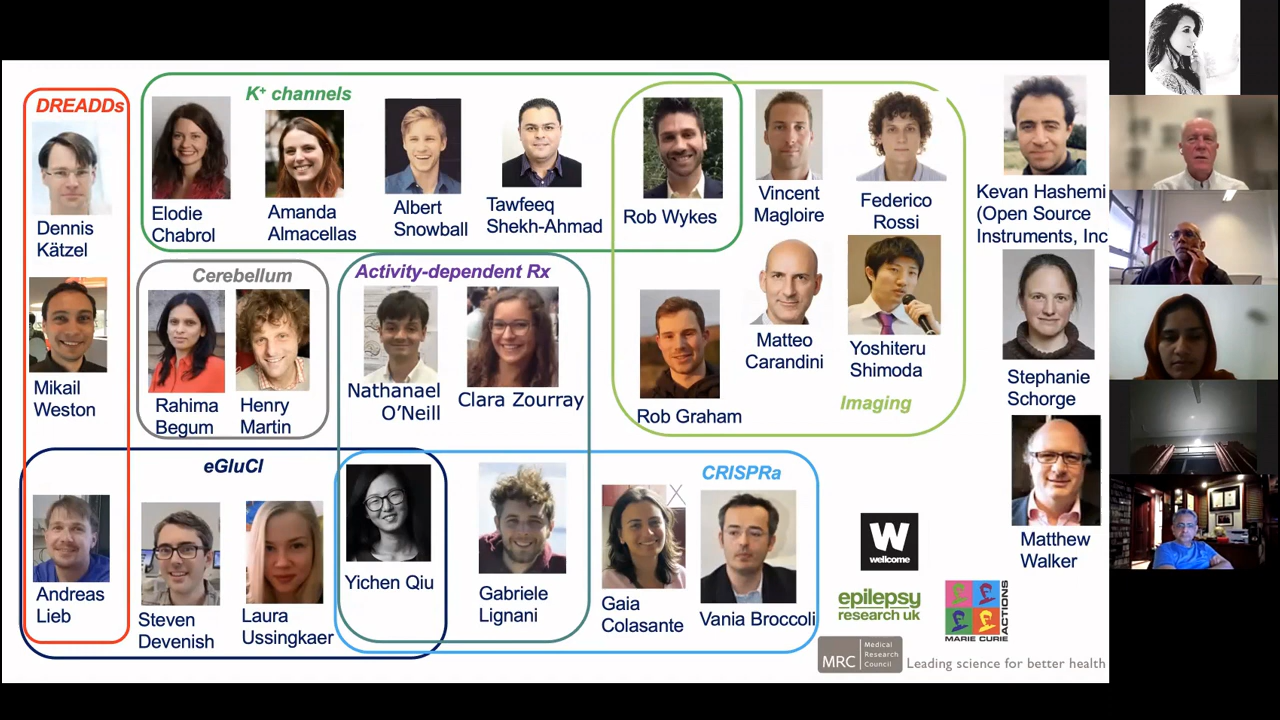 DREADDs
Dennis
Kätzel
Mikail
Weston
K⁺ channels
Elodie
Chabrol
Amanda
Almacellas
Albert
Snowball
Tawfeeq
Shekh-Ahmad
Rob Wykes
Vincent
Magloire
Federico
Rossi
Kevan Hashemi
(Open Source
Instruments, Inc
Cerebellum
Rahima
Begum
Henry
Martin
Activity-dependent Rx
Nathanael
O'Neill
Clara Zourray
Rob Graham
Matteo
Carandini
Yoshiteru
Shimoda
Imaging
Stephanie
Schorge
eGluCl
Andreas
Lieb
Steven
Devenish
Laura
Ussingkaer
Yichen Qiu
CRISPRa
Gabriele
Lignani
Gaia
Colasante
Vania Broccoli
Matthew
Walker
W
wellcome
epilepsy
research uk
MARIE CURIE
ACTIONS
MRC
Medical
Research
Council
Leading science for better health